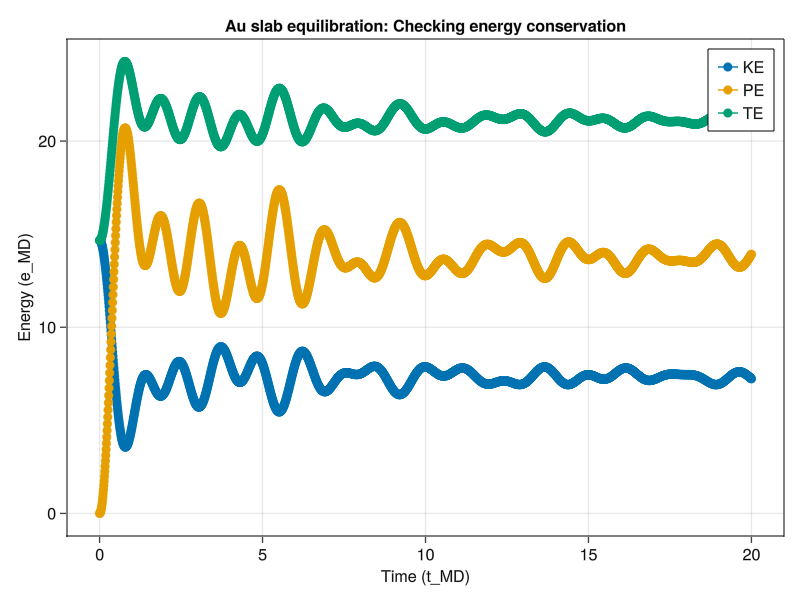 Au slab equilibration: Checking energy conservation
KE
PE
TE
20
10
0
Energy (e_MD)
0 5 10 15 20
Time (t_MD)